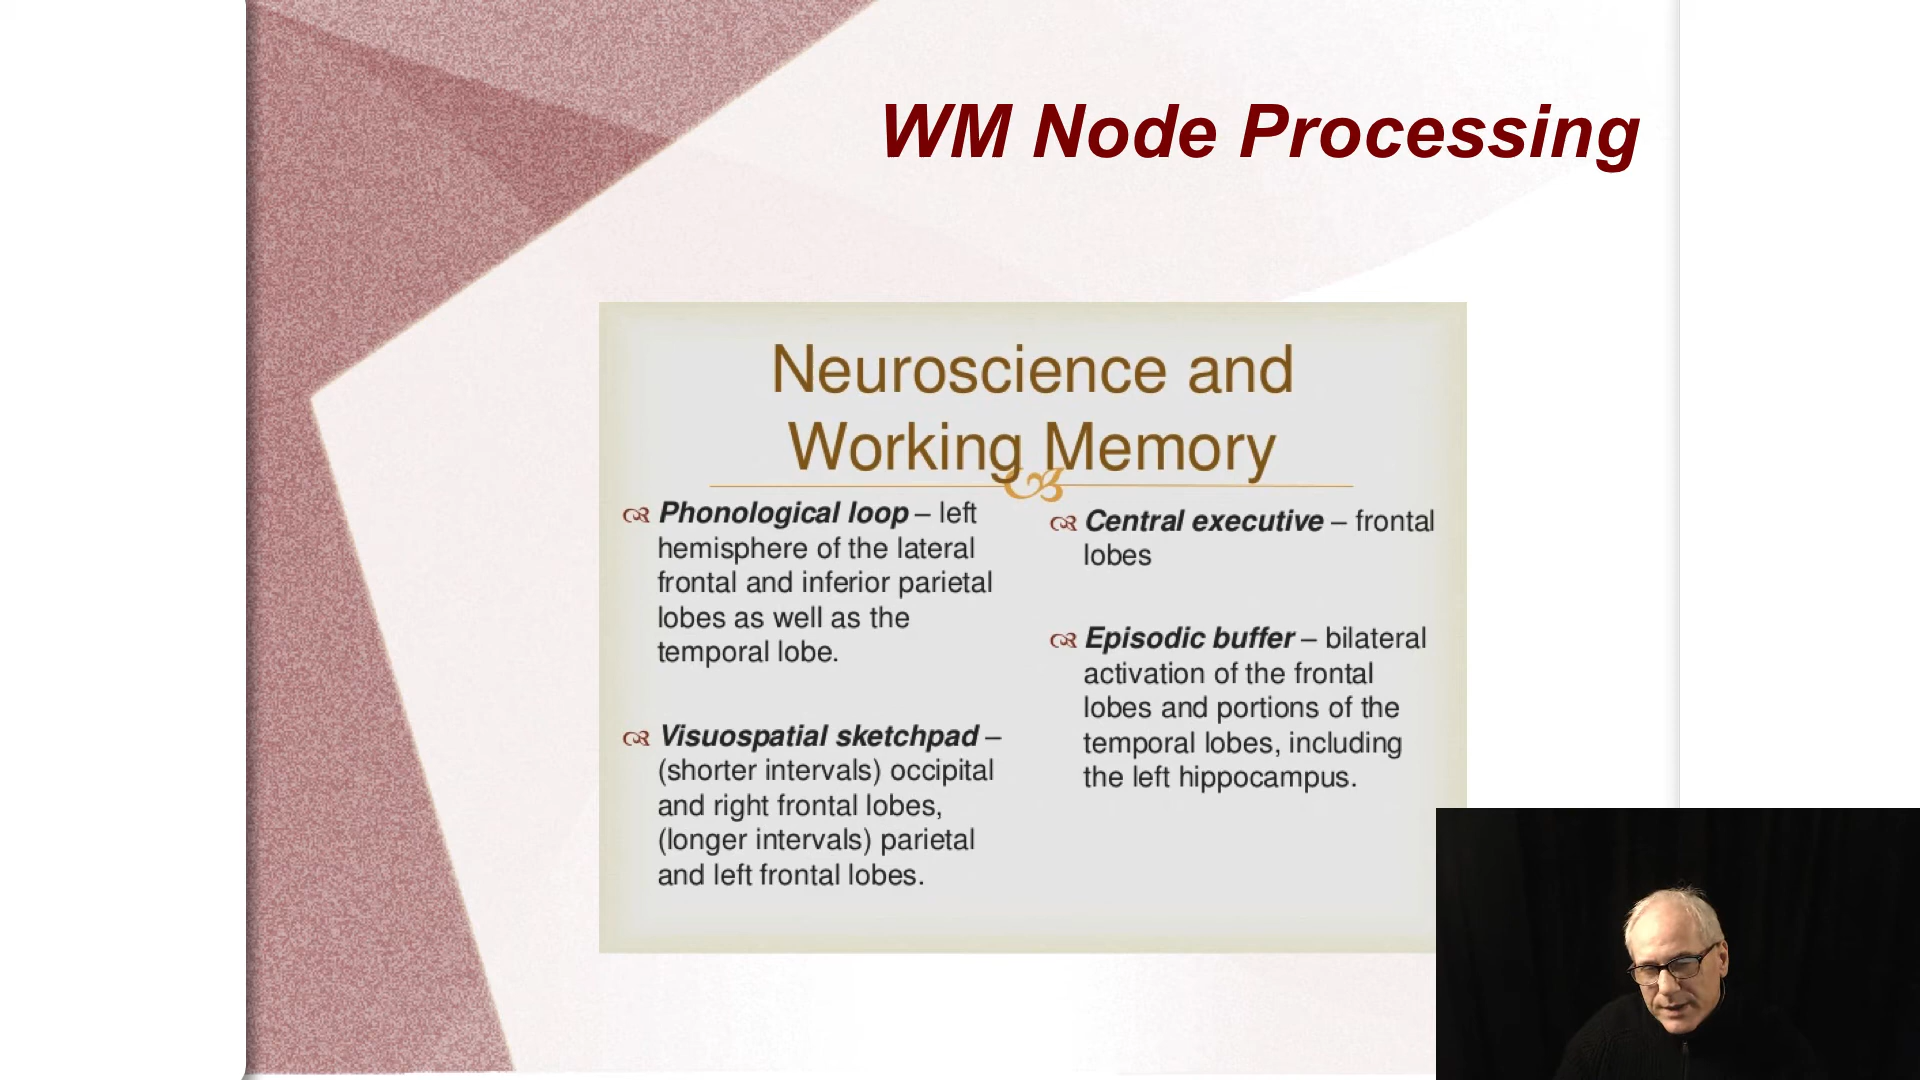 WM Node Processing
Neuroscience and
Working Memory
Phonological loop – left
hemisphere of the lateral
frontal and inferior parietal
lobes as well as the
temporal lobe.
Visuospatial sketchpad –
(shorter intervals) occipital
and right frontal lobes,
(longer intervals) parietal
and left frontal lobes.
Central executive – frontal
lobes
Episodic buffer – bilateral
activation of the frontal
lobes and portions of the
temporal lobes, including
the left hippocampus.